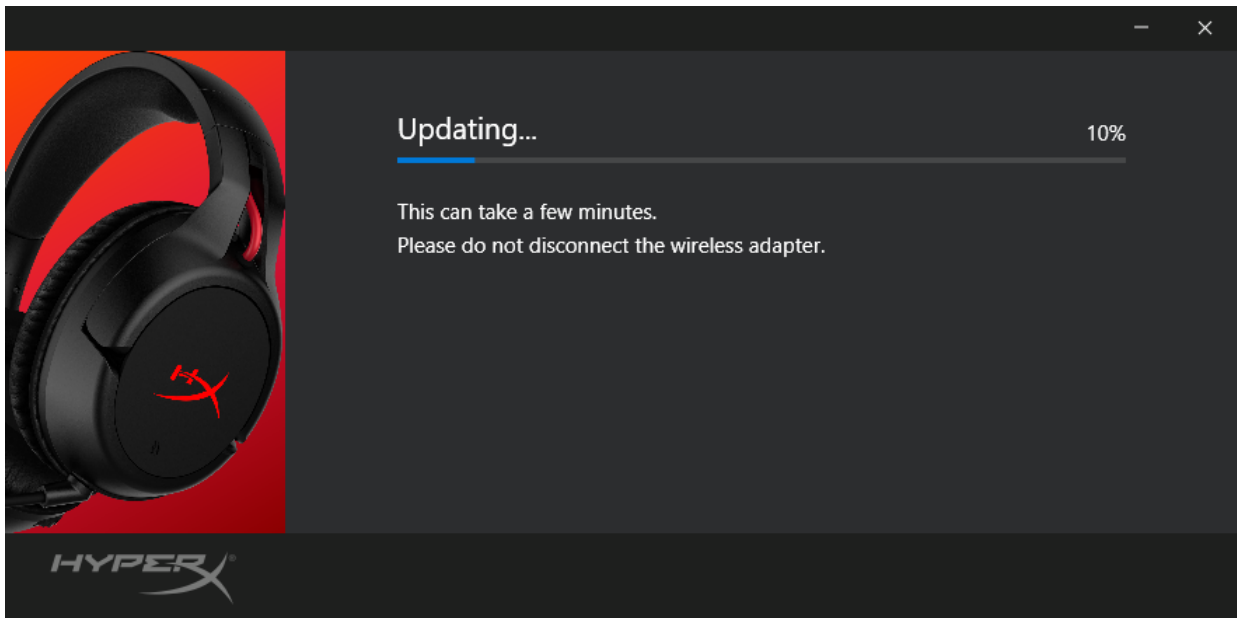 Updating...
10%
This can take a few minutes.
Please do not disconnect the wireless adapter.
HYPERX®